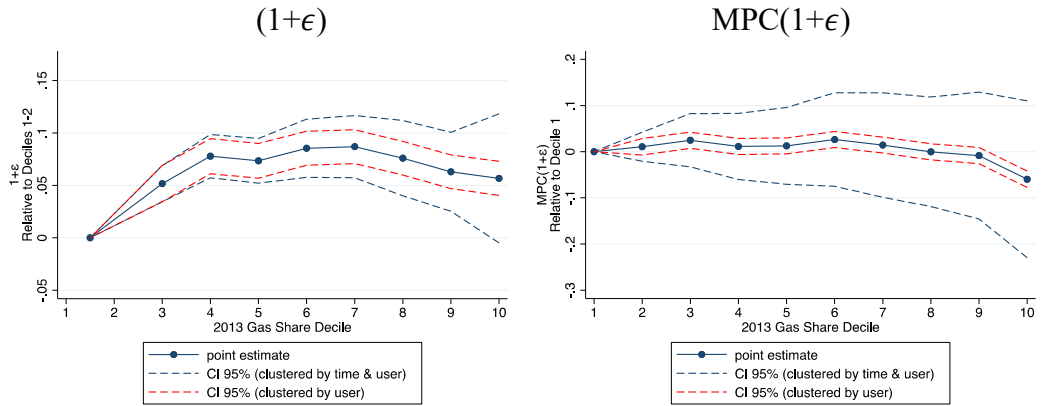 (1+ϵ)
.15
.1
.05
0
-.05
1+ε
Relative to Deciles 1-2
1 2 3 4 5 6 7 8 9 10
2013 Gas Share Decile
point estimate
CI 95% (clustered by time & user)
CI 95% (clustered by user)
MPC(1+ϵ)
.2
.1
0
-.1
-.2
-.3
MPC(1+ε)
Relative to Decile 1
1 2 3 4 5 6 7 8 9 10
2013 Gas Share Decile
point estimate
CI 95% (clustered by time & user)
CI 95% (clustered by user)